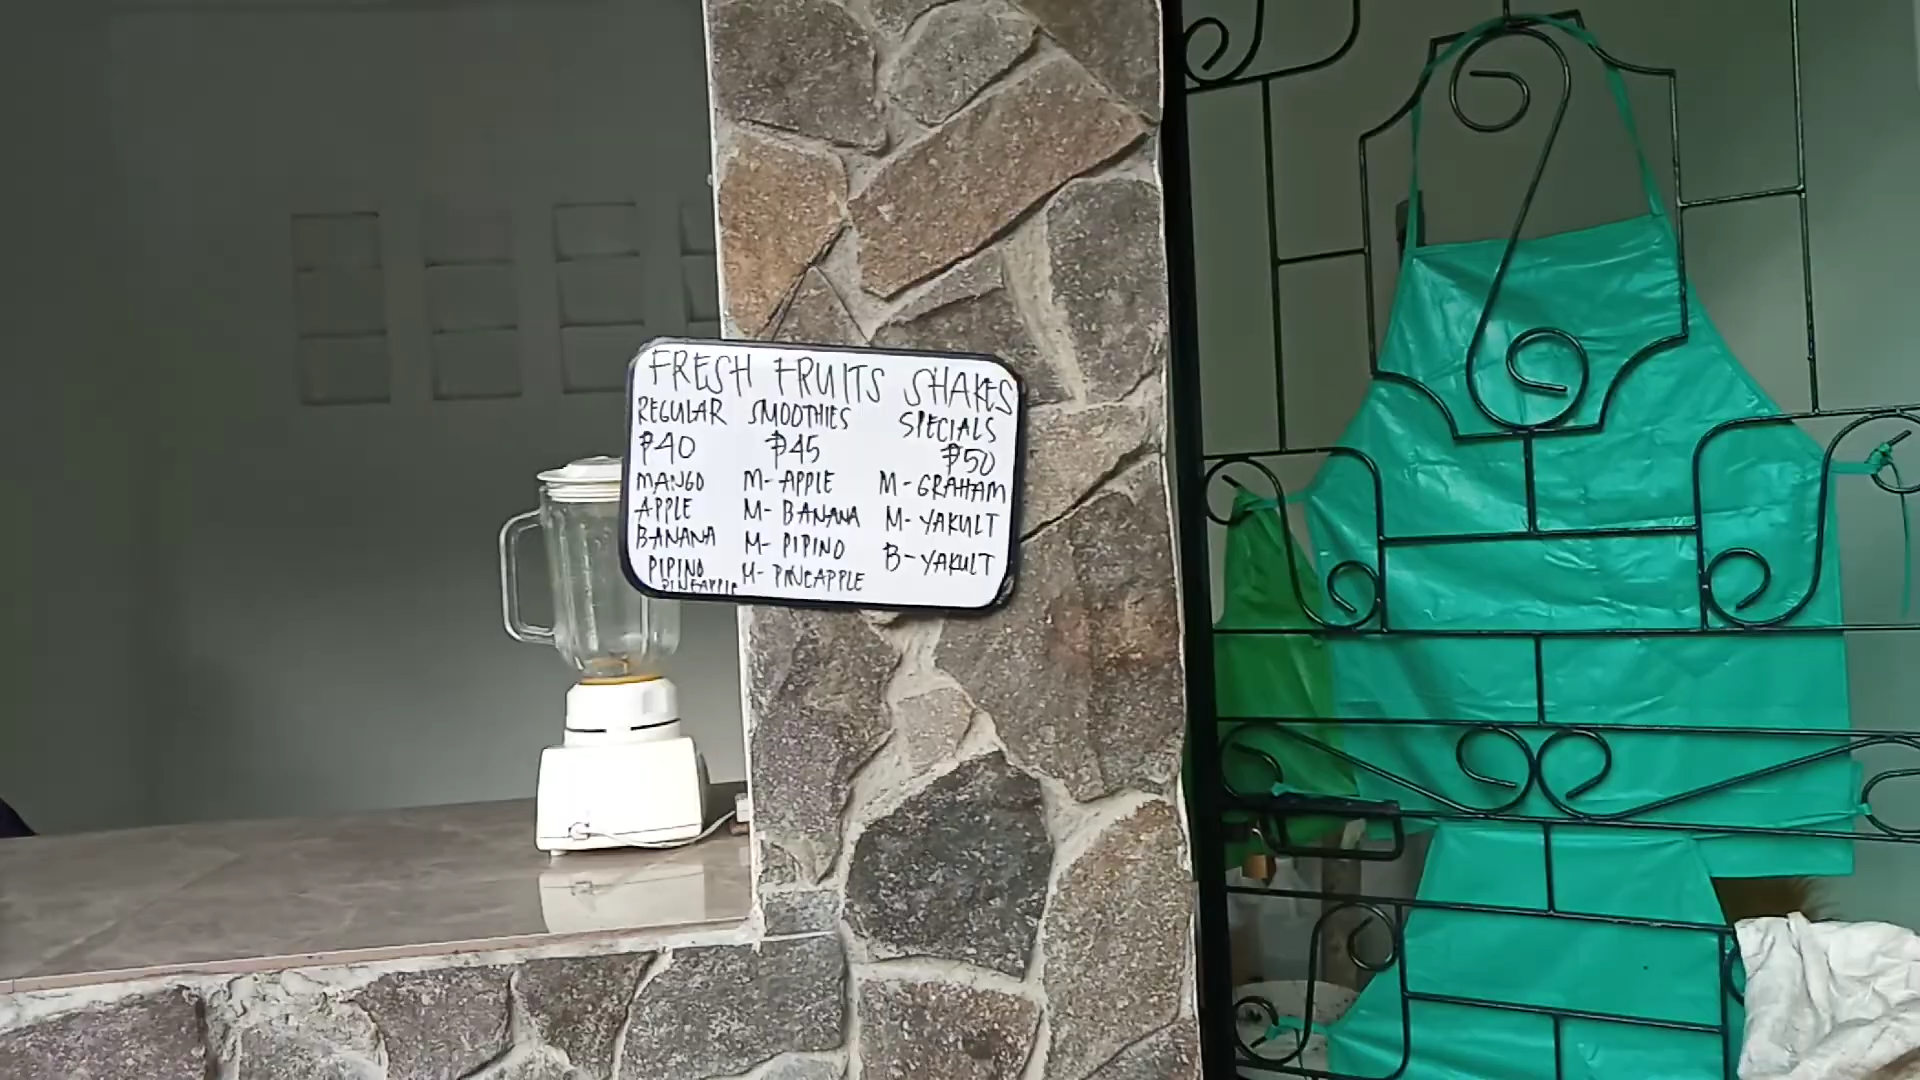 FRESH FRUITS SHAKES
REGULAR SMOOTHIES SPECIALS
₱40 ₱45 ₱50
MANGO M- APPLE M- GRAHAM
APPLE M- BANANA M- YAKULT
BANANA M- PIPINO B- YAKULT
PIPINO M- PINEAPPLE
PINEAPPLE